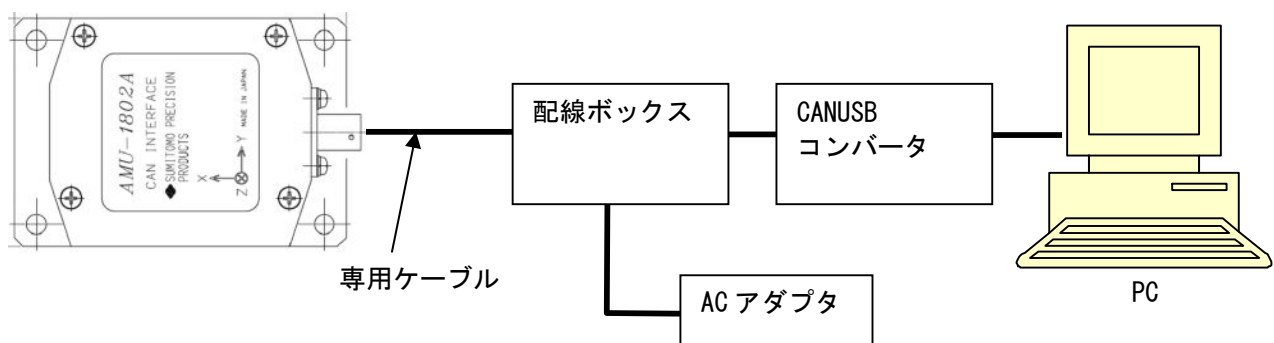 AMU-1802A
CAN INTERFACE
SUMITOMO PRECISION
PRODUCTS
X
Y
Z
MADE IN JAPAN
配線ボックス
CANUSB
コンバータ
専用ケーブル
AC アダプタ
PC